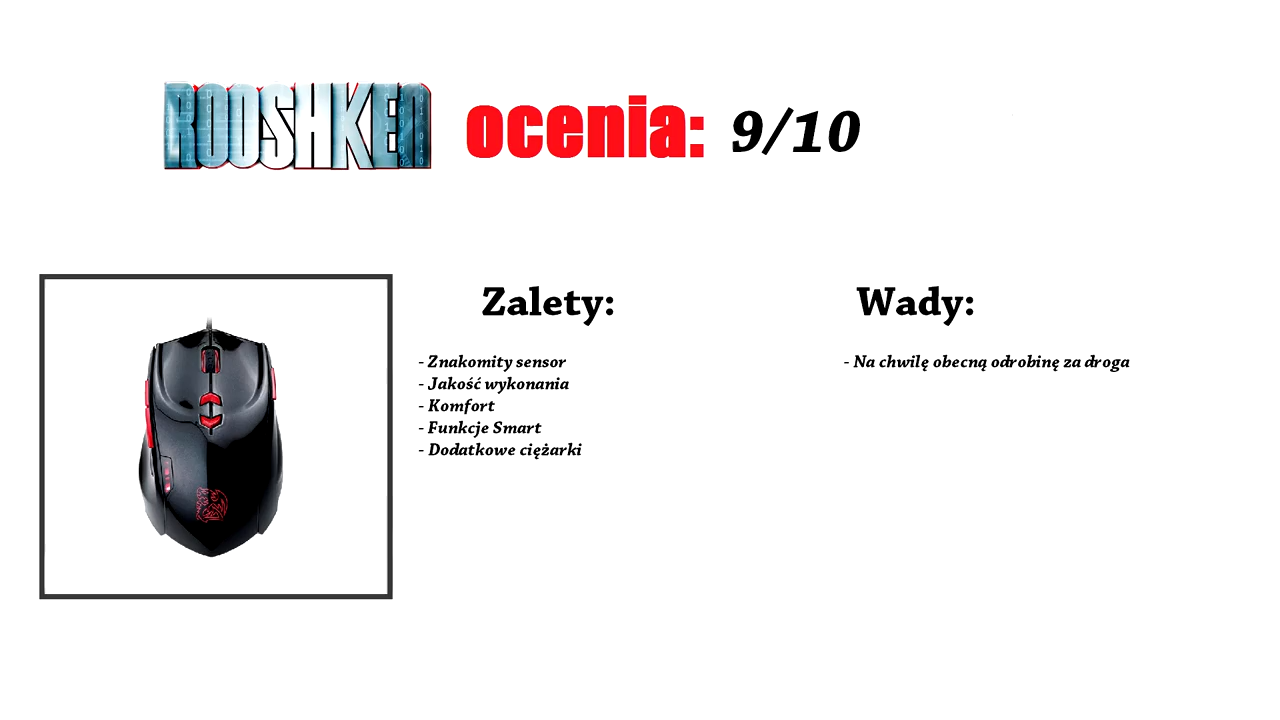 ROOSHKEN ocenia: 9/10
Zalety:
- Znakomity sensor
- Jakość wykonania
- Komfort
- Funkcje Smart
- Dodatkowe ciężarki
Wady:
- Na chwilę obecną odrobinę za droga